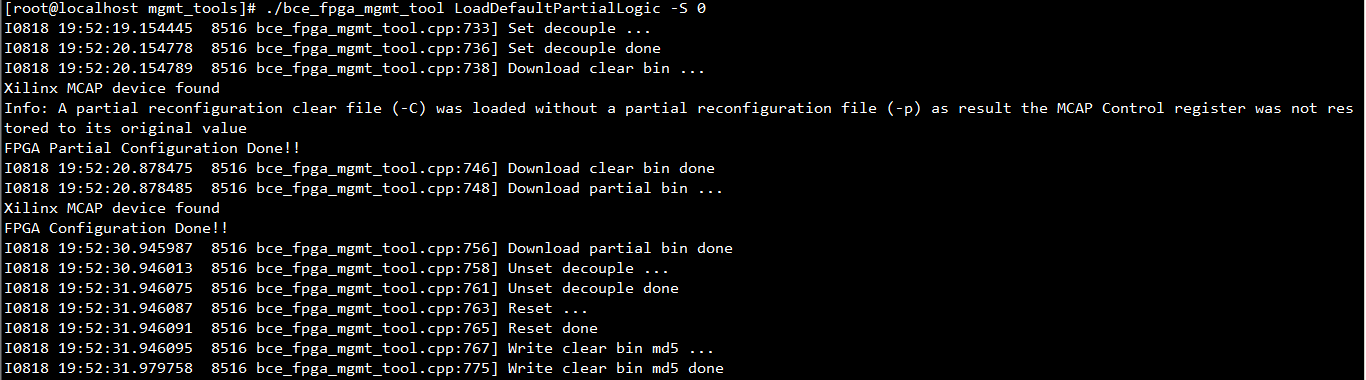 [root@localhost mgmt_tools]# ./bce_fpga_mgmt_tool LoadDefaultPartialLogic -S 0
I0818 19:52:19.154445  8516 bce_fpga_mgmt_tool.cpp:733] Set decouple ...
I0818 19:52:20.154778  8516 bce_fpga_mgmt_tool.cpp:736] Set decouple done
I0818 19:52:20.154789  8516 bce_fpga_mgmt_tool.cpp:738] Download clear bin ...
Xilinx MCAP device found
Info: A partial reconfiguration clear file (-C) was loaded without a partial reconfiguration file (-p) as result the MCAP Control register was not res
tored to its original value
FPGA Partial Configuration Done!!
I0818 19:52:20.878475  8516 bce_fpga_mgmt_tool.cpp:746] Download clear bin done
I0818 19:52:20.878485  8516 bce_fpga_mgmt_tool.cpp:748] Download partial bin ...
Xilinx MCAP device found
FPGA Configuration Done!!
I0818 19:52:30.945987  8516 bce_fpga_mgmt_tool.cpp:756] Download partial bin done
I0818 19:52:30.946013  8516 bce_fpga_mgmt_tool.cpp:758] Unset decouple ...
I0818 19:52:31.946075  8516 bce_fpga_mgmt_tool.cpp:761] Unset decouple done
I0818 19:52:31.946087  8516 bce_fpga_mgmt_tool.cpp:763] Reset ...
I0818 19:52:31.946091  8516 bce_fpga_mgmt_tool.cpp:765] Reset done
I0818 19:52:31.946095  8516 bce_fpga_mgmt_tool.cpp:767] Write clear bin md5 ...
I0818 19:52:31.979758  8516 bce_fpga_mgmt_tool.cpp:775] Write clear bin md5 done